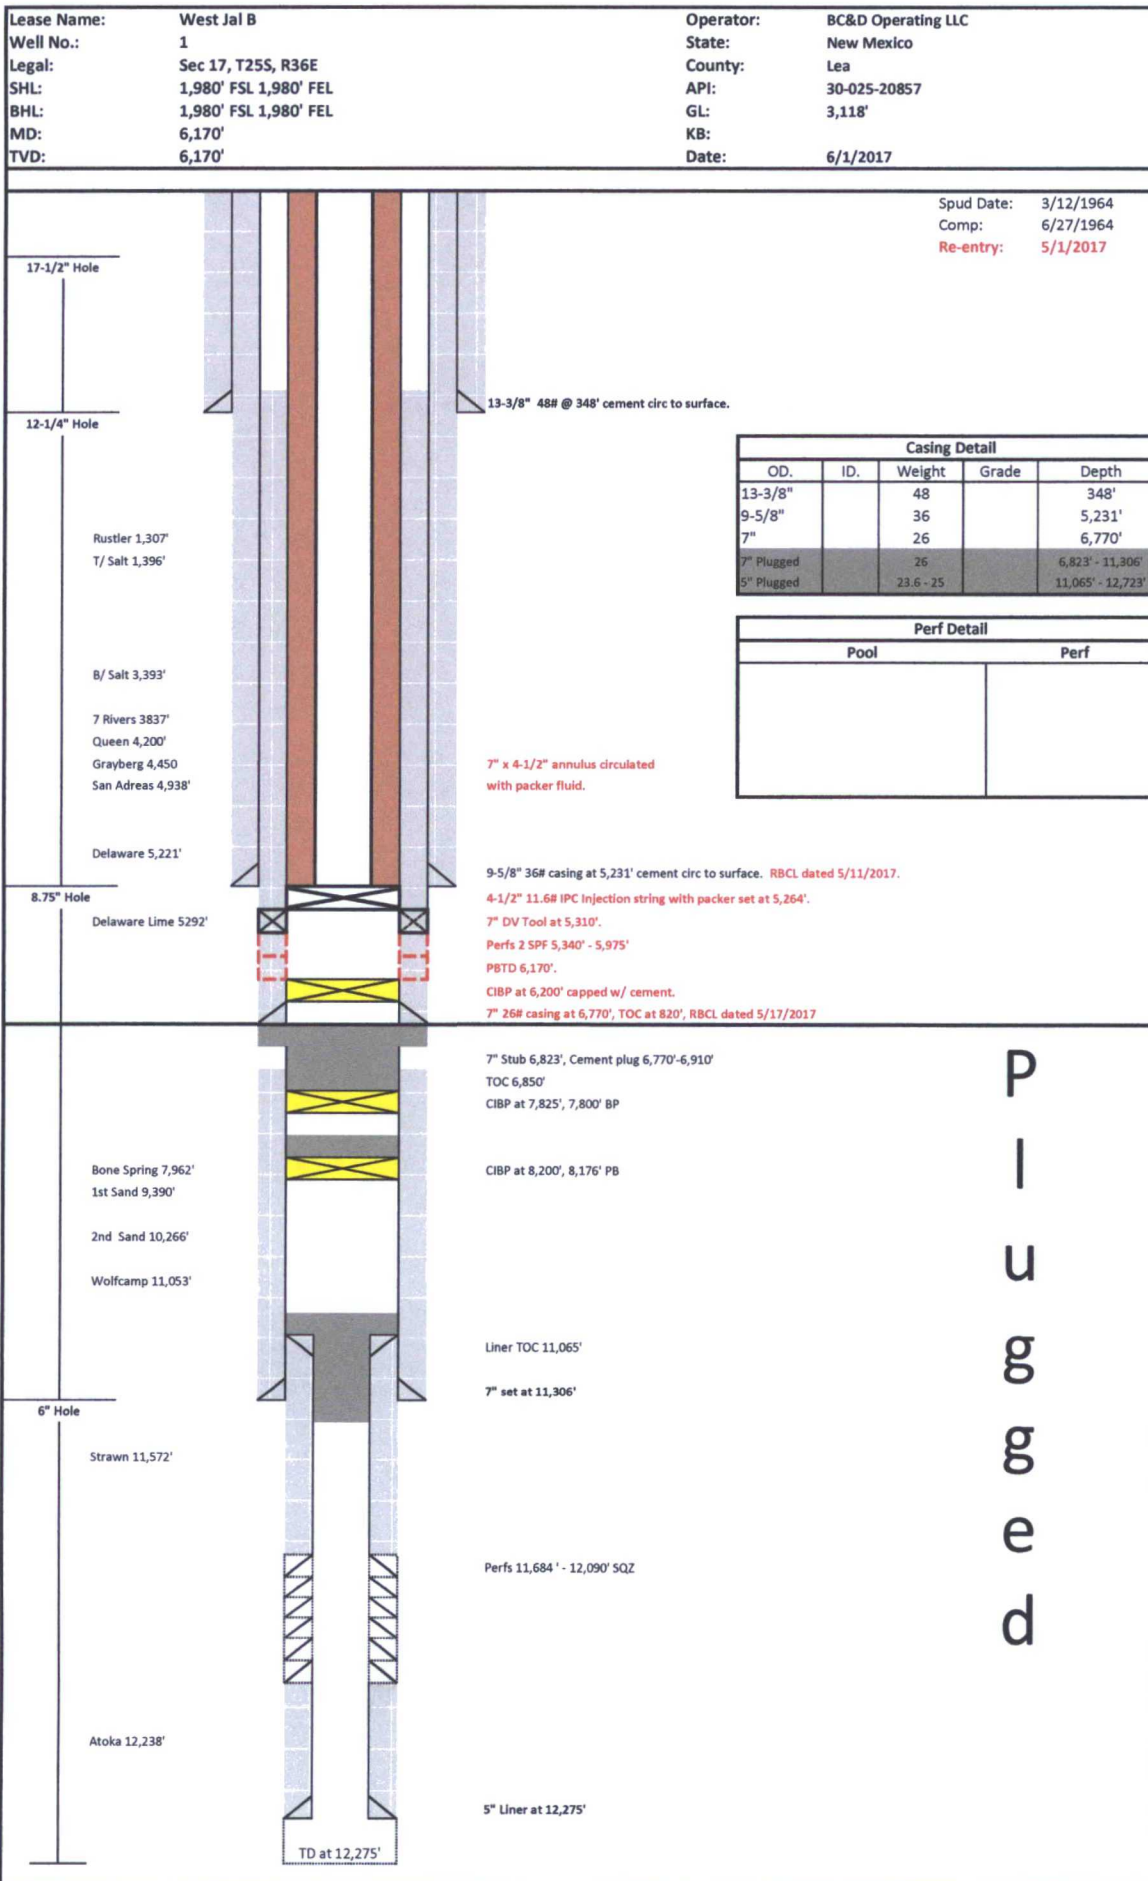 Lease Name: West Jal B Operator: BC&D Operating LLC
Well No.: 1 State: New Mexico
Legal: Sec 17, T25S, R36E County: Lea
SHL: 1,980' FSL 1,980' FEL API: 30-025-20857
BHL: 1,980' FSL 1,980' FEL GL: 3,118'
MD: 6,170' KB:
TVD: 6,170' Date: 6/1/2017
Spud Date: 3/12/1964
Comp: 6/27/1964
Re-entry: 5/1/2017
17-1/2" Hole
13-3/8" 48# @ 348' cement circ to surface.
12-1/4" Hole
Casing Detail
OD. ID. Weight Grade Depth
13-3/8" 48 348'
9-5/8" 36 5,231'
7" 26 6,770'
7" Plugged 26 6,823' - 11,306'
5" Plugged 23.6 - 25 11,065' - 12,723'
Rustler 1,307'
T/ Salt 1,396'
Perf Detail
Pool Perf
B/ Salt 3,393'
7 Rivers 3837'
Queen 4,200'
Grayberg 4,450
San Adreas 4,938'
7" x 4-1/2" annulus circulated
with packer fluid.
Delaware 5,221'
9-5/8" 36# casing at 5,231' cement circ to surface. RBCL dated 5/11/2017.
8.75" Hole
4-1/2" 11.6# IPC Injection string with packer set at 5,264'.
Delaware Lime 5292'
7" DV Tool at 5,310'.
Perfs 2 SPF 5,340' - 5,975'
PBTD 6,170'.
CIBP at 6,200' capped w/ cement.
7" 26# casing at 6,770', TOC at 820', RBCL dated 5/17/2017
7" Stub 6,823', Cement plug 6,770'-6,910'
TOC 6,850'
CIBP at 7,825', 7,800' BP
Bone Spring 7,962'
CIBP at 8,200', 8,176' PB
1st Sand 9,390'
2nd Sand 10,266'
Wolfcamp 11,053'
Liner TOC 11,065'
7" set at 11,306'
6" Hole
Strawn 11,572'
Perfs 11,684 ' - 12,090' SQZ
Atoka 12,238'
5" Liner at 12,275'
TD at 12,275'
P
l
u
g
g
e
d